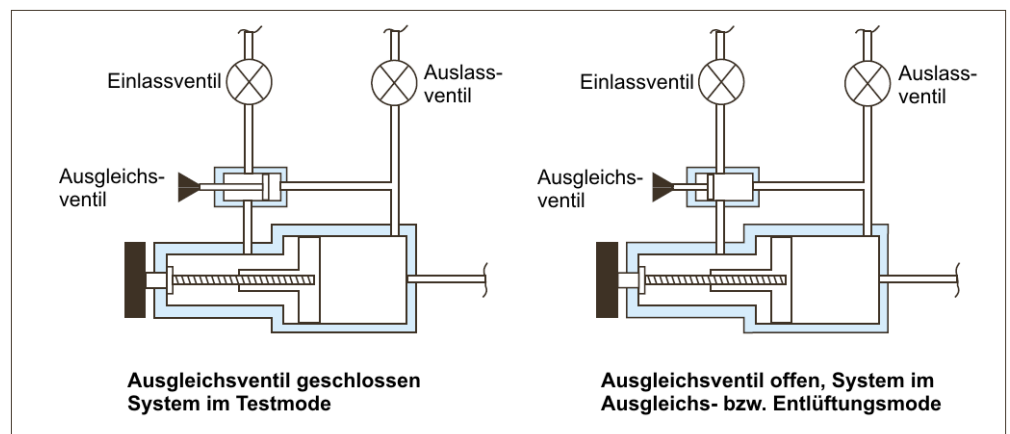 Einlassventil
Auslass-
ventil
Ausgleichs-
ventil
Ausgleichsventil geschlossen
System im Testmode
Einlassventil
Auslass-
ventil
Ausgleichs-
ventil
Ausgleichsventil offen, System im
Ausgleichs- bzw. Entlüftungsmode